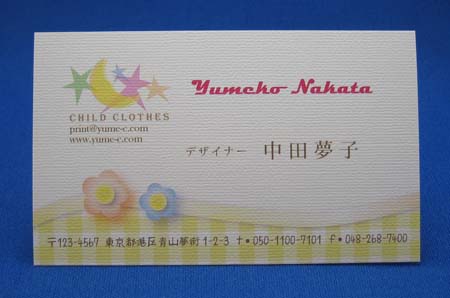 Yumeko Nakata
CHILD CLOTHES
print@yume-c.com
www.yume-c.com
デザイナー 中田夢子
〒123-4567 東京都港区青山夢街1-2-3 t・050-1100-7101 f・048-268-7400